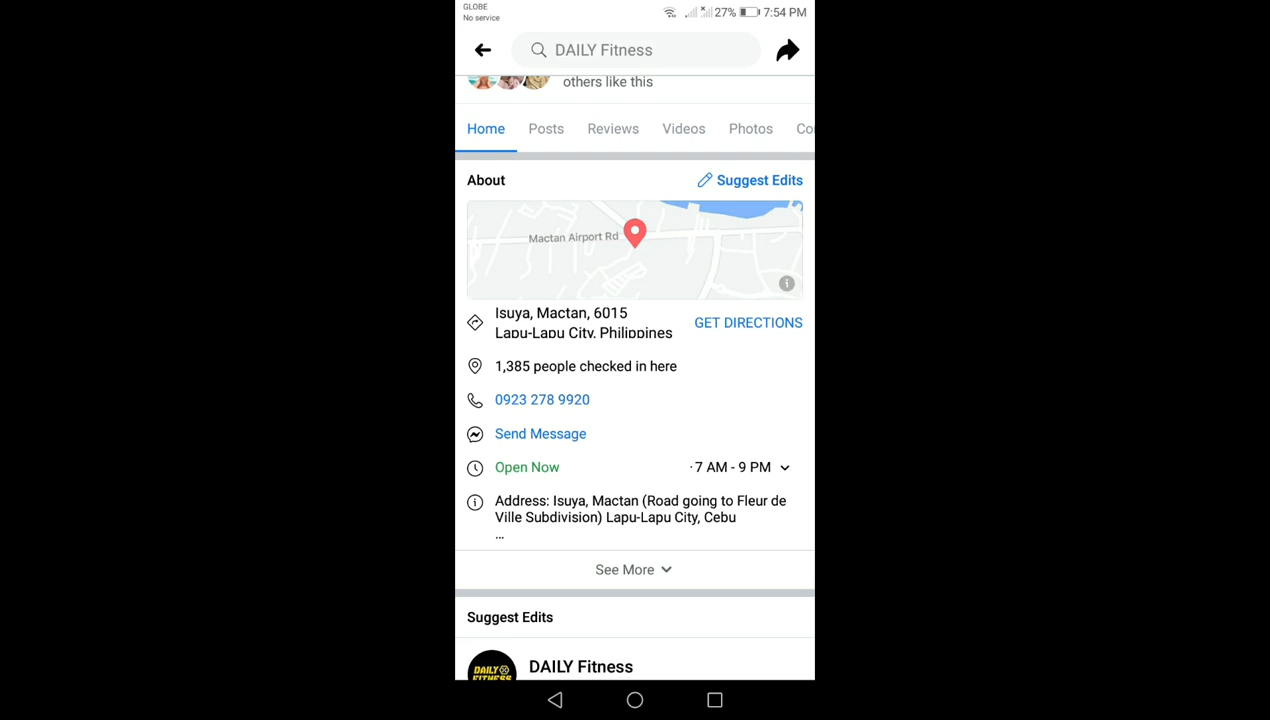 GLOBE
No service
27% 7:54 PM
DAILY Fitness
others like this
Home Posts Reviews Videos Photos Co
About Suggest Edits
Mactan Airport Rd
Isuya, Mactan, 6015
Lapu-Lapu City, Philippines
GET DIRECTIONS
1,385 people checked in here
0923 278 9920
Send Message
Open Now · 7 AM - 9 PM
Address: Isuya, Mactan (Road going to Fleur de
Ville Subdivision) Lapu-Lapu City, Cebu
...
See More
Suggest Edits
DAILY Fitness
DAILY
FITNESS